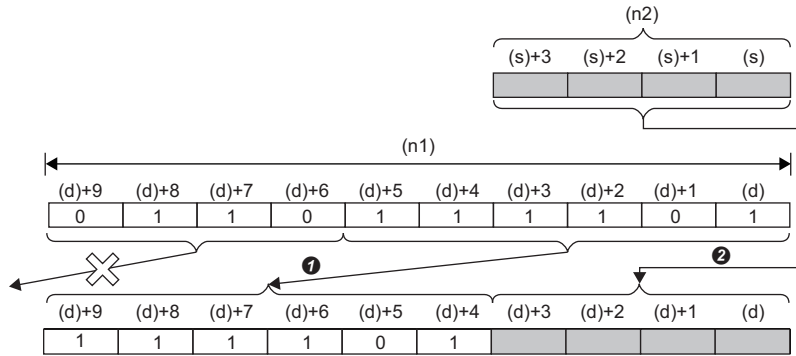 (n2)
(s)+3 (s)+2 (s)+1 (s)
(n1)
(d)+9 (d)+8 (d)+7 (d)+6 (d)+5 (d)+4 (d)+3 (d)+2 (d)+1 (d)
0 1 1 0 1 1 1 1 0 1
❶ ❷
(d)+9 (d)+8 (d)+7 (d)+6 (d)+5 (d)+4 (d)+3 (d)+2 (d)+1 (d)
1 1 1 1 0 1